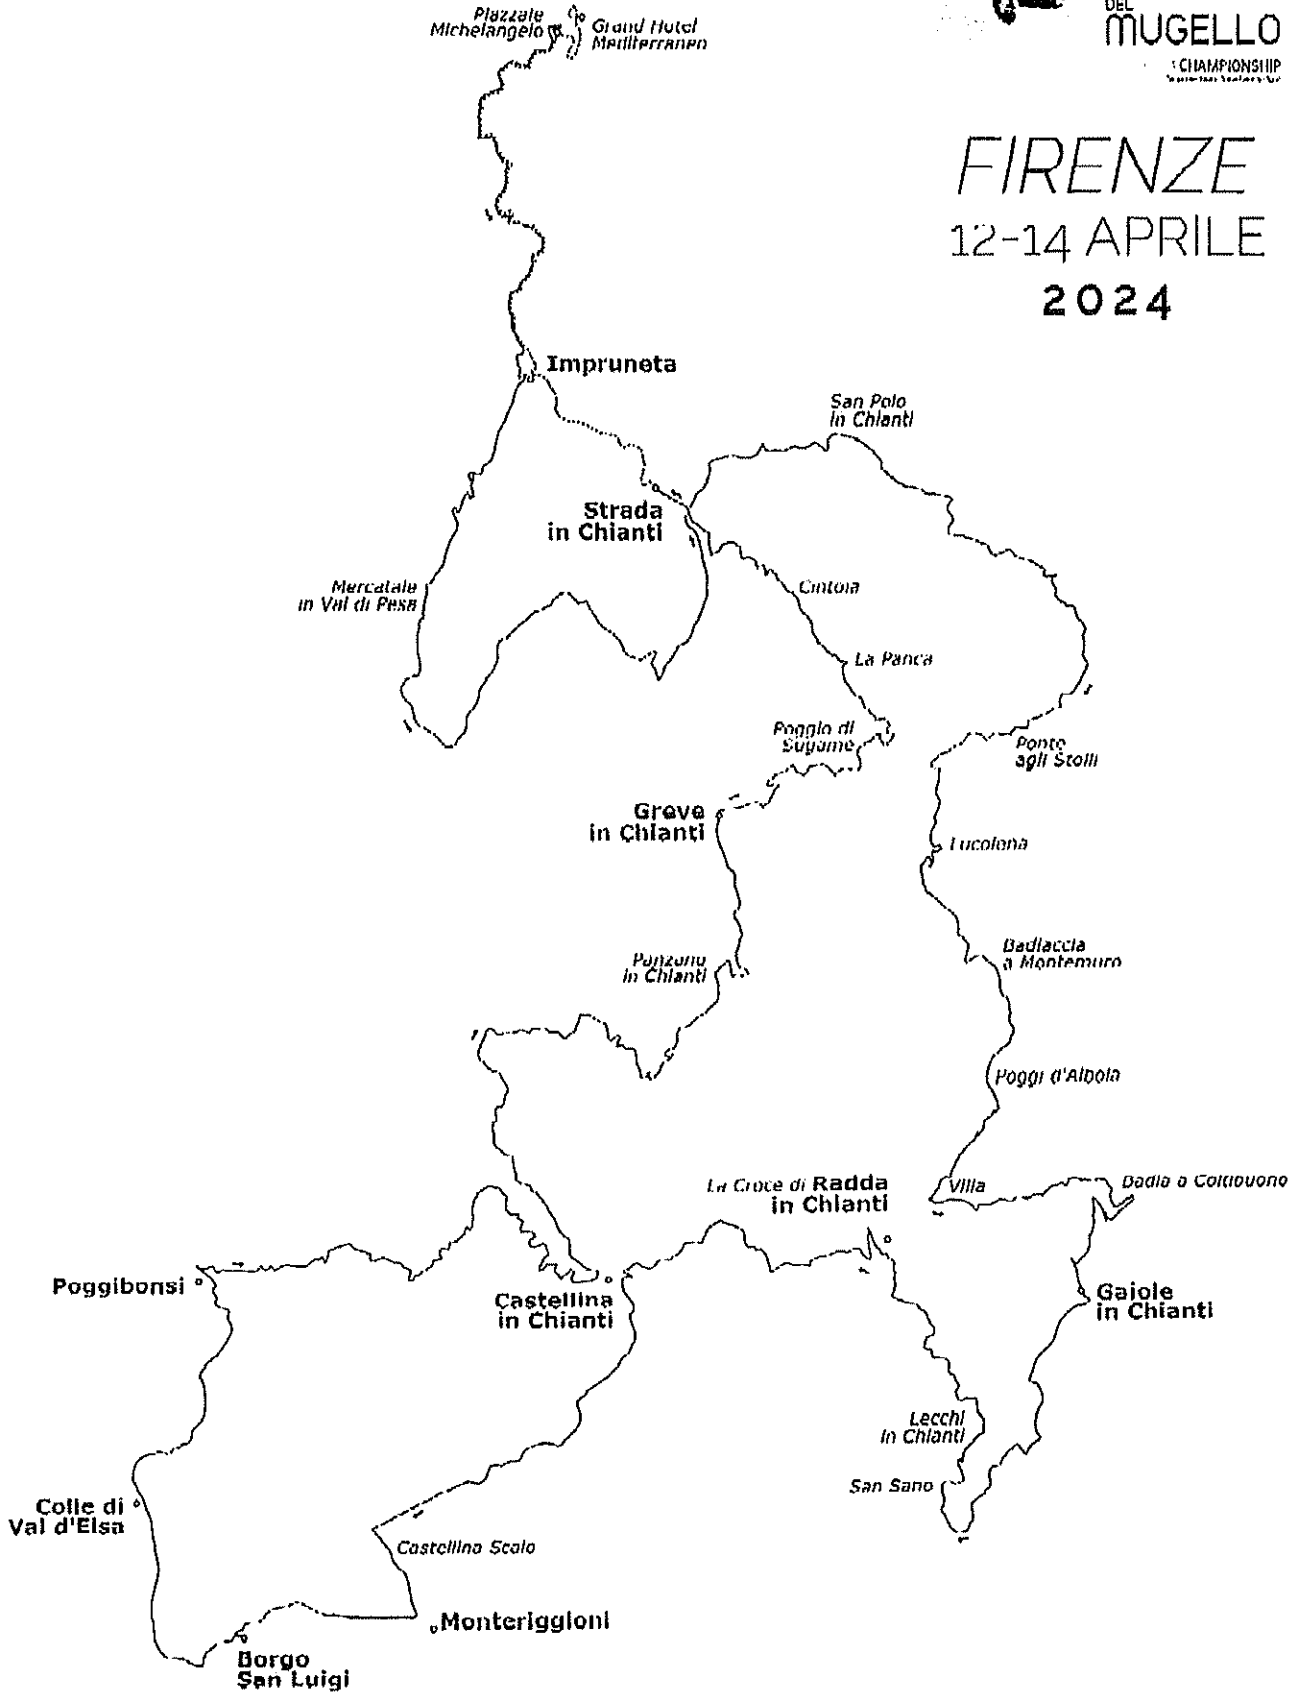 DEL
MUGELLO
CHAMPIONSHIP
FIRENZE
12-14 APRILE
2024
Piazzale
Michelangelo
Grand Hotel
Mediterraneo
Impruneta
San Polo
in Chianti
Strada
in Chianti
Mercatale
in Val di Pesa
Cintoia
La Panca
Poggio di
Sugame
Ponte
agli Stolli
Greve
in Chianti
Lucolena
Panzano
in Chianti
Badiaccia
a Montemuro
Poggi d'Albola
La Croce di Radda
in Chianti
Villa
Badia a Coltibuono
Poggibonsi
Castellina
in Chianti
Gaiole
in Chianti
Lecchi
in Chianti
San Sano
Colle di
Val d'Elsa
Castellina Scalo
Monteriggioni
Borgo
San Luigi